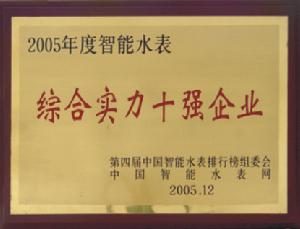 2005年度智能水表
综合实力十强企业
第四届中国智能水表排行榜组委会
中国智能水表网
2005.12